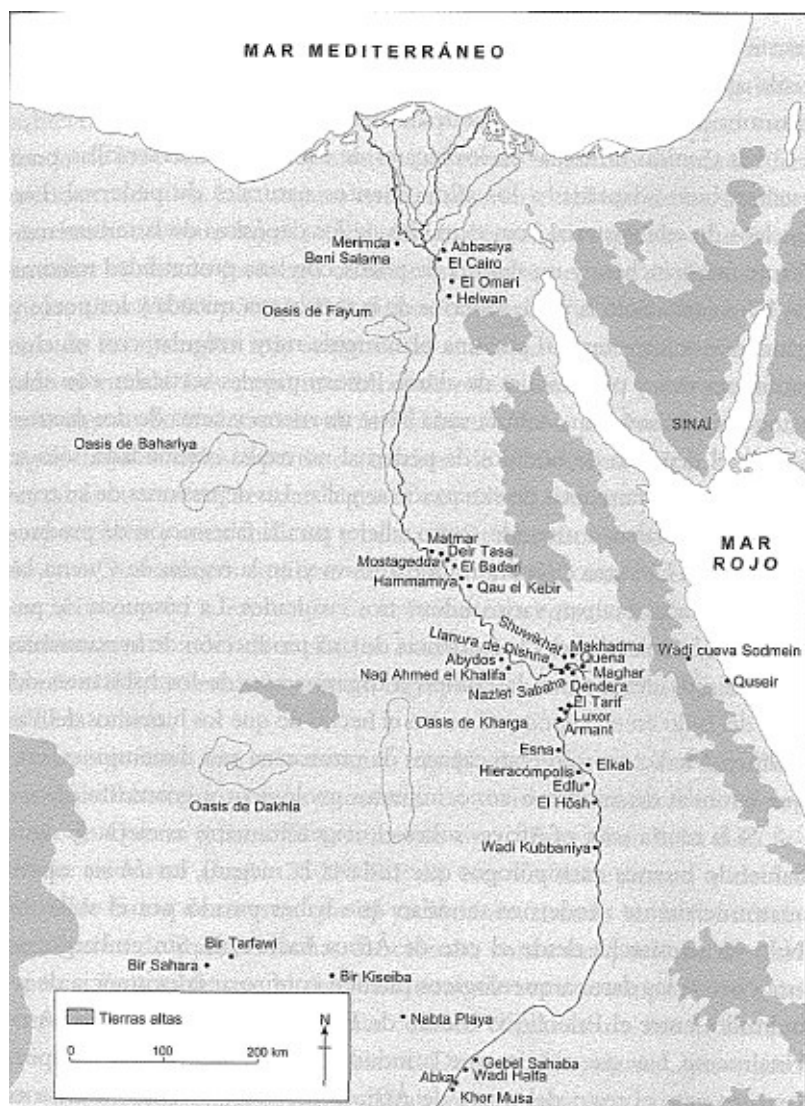 MAR MEDITERRÁNEO
Merimda
Beni Salama
Abbasiya
El Cairo
El Omari
Helwan
Oasis de Fayum
SINAÍ
Oasis de Bahariya
MAR
ROJO
Matmar
Deir Tasa
Mostagedda
El Badari
Hammamiya
Qau el Kebir
Shuwikhat
Makhadma
Llanura de Dishna
Quena
Wadi cueva Sodmein
Abydos
Maghar
Quseir
Nag Ahmed el Khalifa
Nazlet Sabaha
Dendera
El Tarif
Oasis de Kharga
Luxor
Armant
Esna
Elkab
Hieracómpolis
Edfu
Oasis de Dakhla
El Hôsh
Wadi Kubbaniya
Bir Tarfawi
Bir Sahara
Bir Kiseiba
Nabta Playa
Tierras altas
N
0 100 200 km
Gebel Sahaba
Wadi Halfa
Abka
Khor Musa